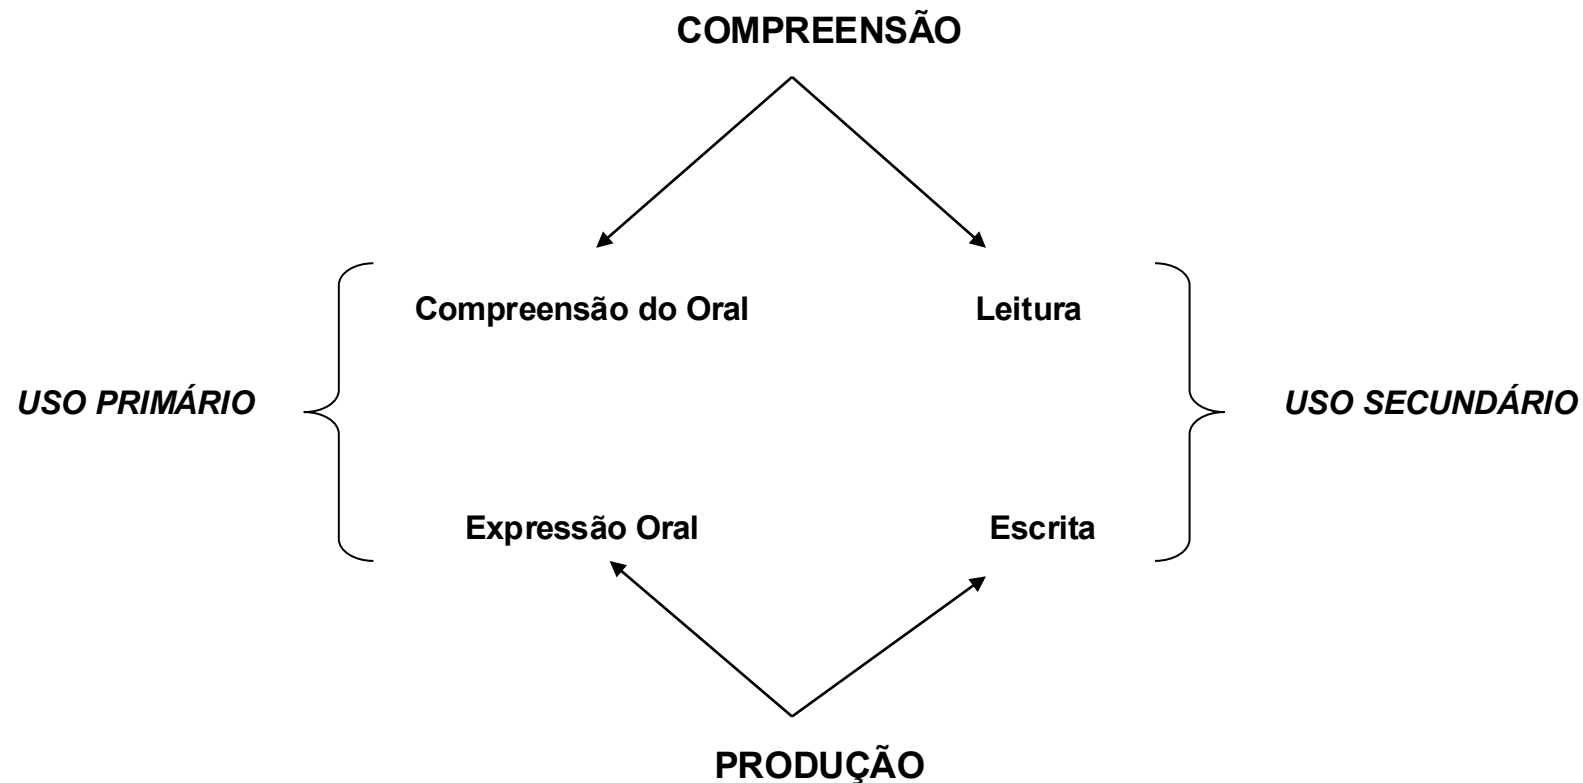 COMPREENSÃO
Compreensão do Oral
Leitura
USO PRIMÁRIO
USO SECUNDÁRIO
Expressão Oral
Escrita
PRODUÇÃO